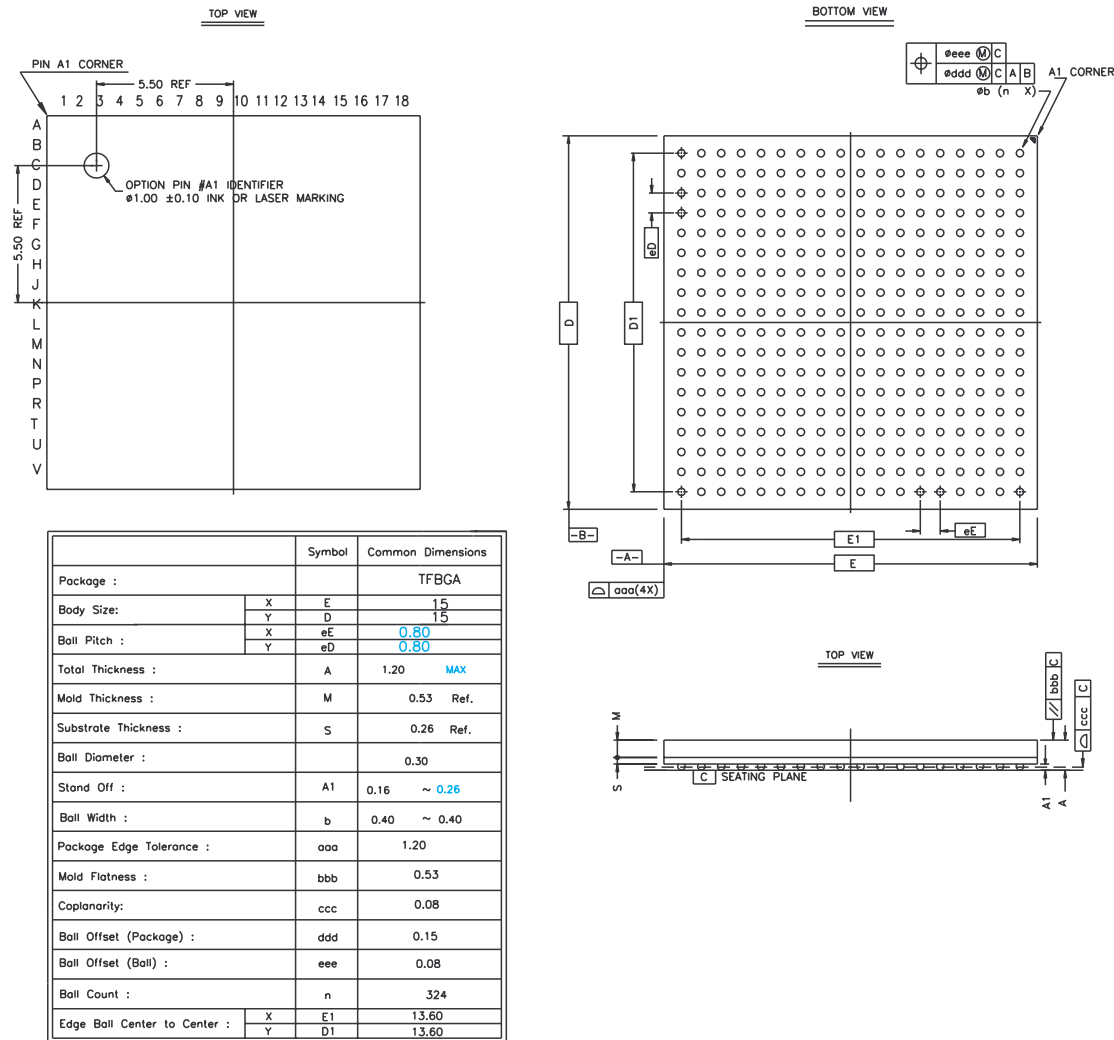 TOP VIEW
PIN A1 CORNER
5.50 REF
1 2 3 4 5 6 7 8 9 10 11 12 13 14 15 16 17 18
A
B
C
D
E
F
G
H
J
K
L
M
N
P
R
T
U
V
5.50 REF
OPTION PIN #A1 IDENTIFIER
ø1.00 ±0.10 INK OR LASER MARKING
BOTTOM VIEW
øeee Ⓜ C
øddd Ⓜ C A B
øb (n X)
A1 CORNER
eD
D
D1
-B-
-A-
E1
eE
E
aaa(4X)
Symbol Common Dimensions
Package : TFBGA
Body Size: X E 15
Y D 15
Ball Pitch : X eE 0.80
Y eD 0.80
Total Thickness : A 1.20 MAX
Mold Thickness : M 0.53 Ref.
Substrate Thickness : S 0.26 Ref.
Ball Diameter : 0.30
Stand Off : A1 0.16 ~ 0.26
Ball Width : b 0.40 ~ 0.40
Package Edge Tolerance : aaa 1.20
Mold Flatness : bbb 0.53
Coplanarity: ccc 0.08
Ball Offset (Package) : ddd 0.15
Ball Offset (Ball) : eee 0.08
Ball Count : n 324
Edge Ball Center to Center : X E1 13.60
Y D1 13.60
TOP VIEW
M
S
C SEATING PLANE
// bbb C
ccc C
A1
A